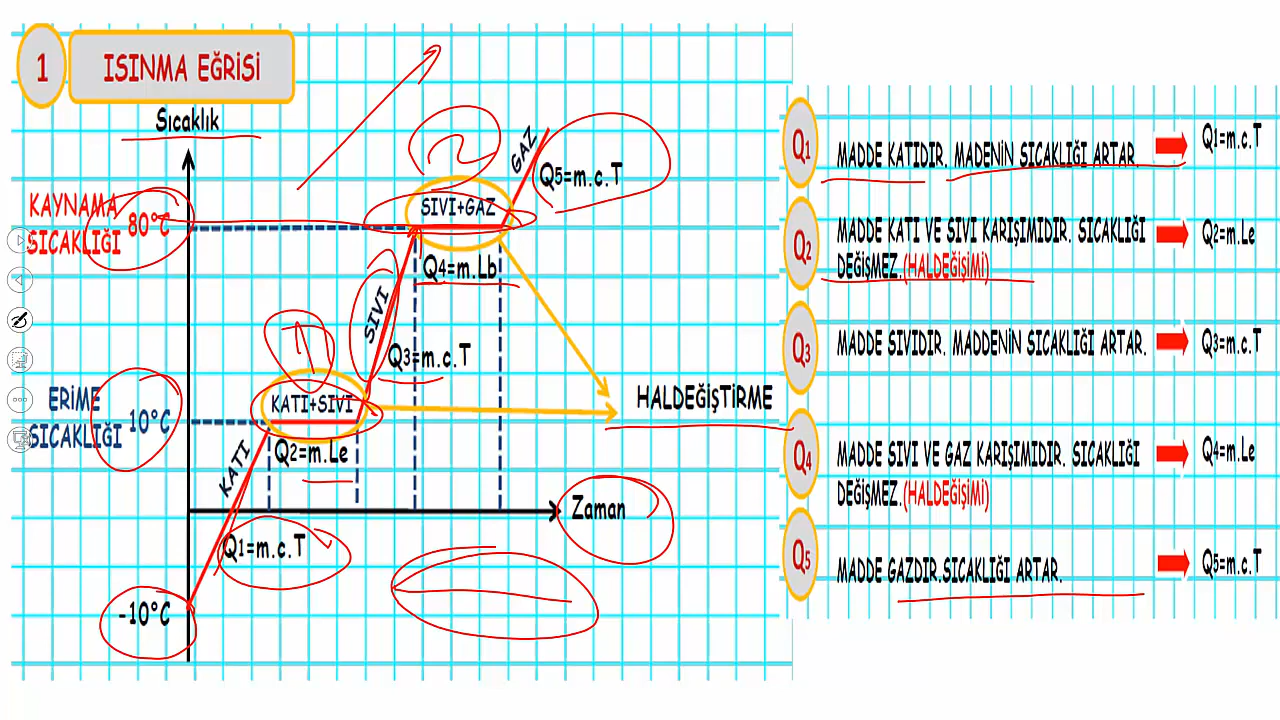 1
ISINMA EĞRİSİ
Sıcaklık
KAYNAMA
SICAKLIĞI
80°C
ERİME
SICAKLIĞI
10°C
-10°C
KATI
Q1=m.c.T
KATI+SIVI
Q2=m.Le
1
SIVI
Q3=m.c.T
SIVI+GAZ
Q4=m.Lb
2
GAZ
Q5=m.c.T
HALDEĞİŞTİRME
Zaman
Q1
MADDE KATIDIR. MADENİN SICAKLIĞI ARTAR.
Q1=m.c.T
Q2
MADDE KATI VE SIVI KARIŞIMIDIR. SICAKLIĞI
DEĞİŞMEZ.(HALDEĞİŞİMİ)
Q2=m.Le
Q3
MADDE SIVIDIR. MADDENİN SICAKLIĞI ARTAR.
Q3=m.c.T
Q4
MADDE SIVI VE GAZ KARIŞIMIDIR. SICAKLIĞI
DEĞİŞMEZ.(HALDEĞİŞİMİ)
Q4=m.Le
Q5
MADDE GAZDIR.SICAKLIĞI ARTAR.
Q5=m.c.T